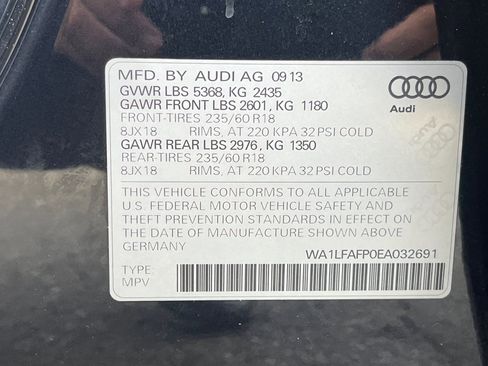 MFD. BY AUDI AG 09 13
GVWR LBS 5368, KG 2435
GAWR FRONT LBS 2601, KG 1180
FRONT-TIRES 235/60 R18
8JX18 RIMS, AT 220 KPA 32 PSI COLD
GAWR REAR LBS 2976, KG 1350
REAR-TIRES 235/60 R18
8JX18 RIMS, AT 220 KPA 32 PSI COLD
Audi
THIS VEHICLE CONFORMS TO ALL APPLICABLE
U.S. FEDERAL MOTOR VEHICLE SAFETY AND
THEFT PREVENTION STANDARDS IN EFFECT ON
THE DATE OF MANUFACTURE SHOWN ABOVE
GERMANY
WA1LFAFP0EA032691
TYPE:
MPV